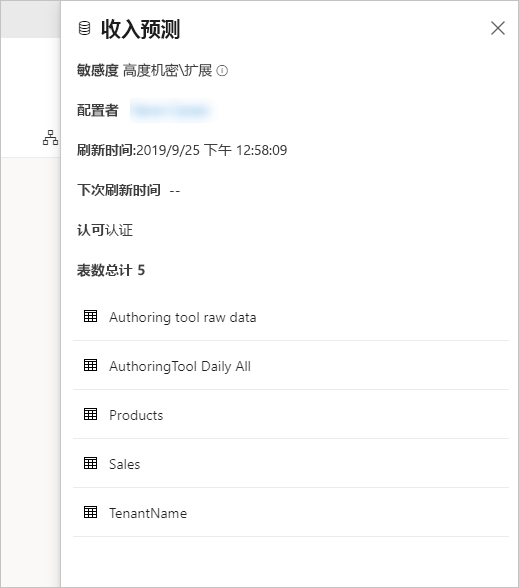 收入预测
敏感度 高度机密\扩展
配置者
刷新时间:2019/9/25 下午 12:58:09
下次刷新时间 --
认可认证
表数总计 5
Authoring tool raw data
AuthoringTool Daily All
Products
Sales
TenantName